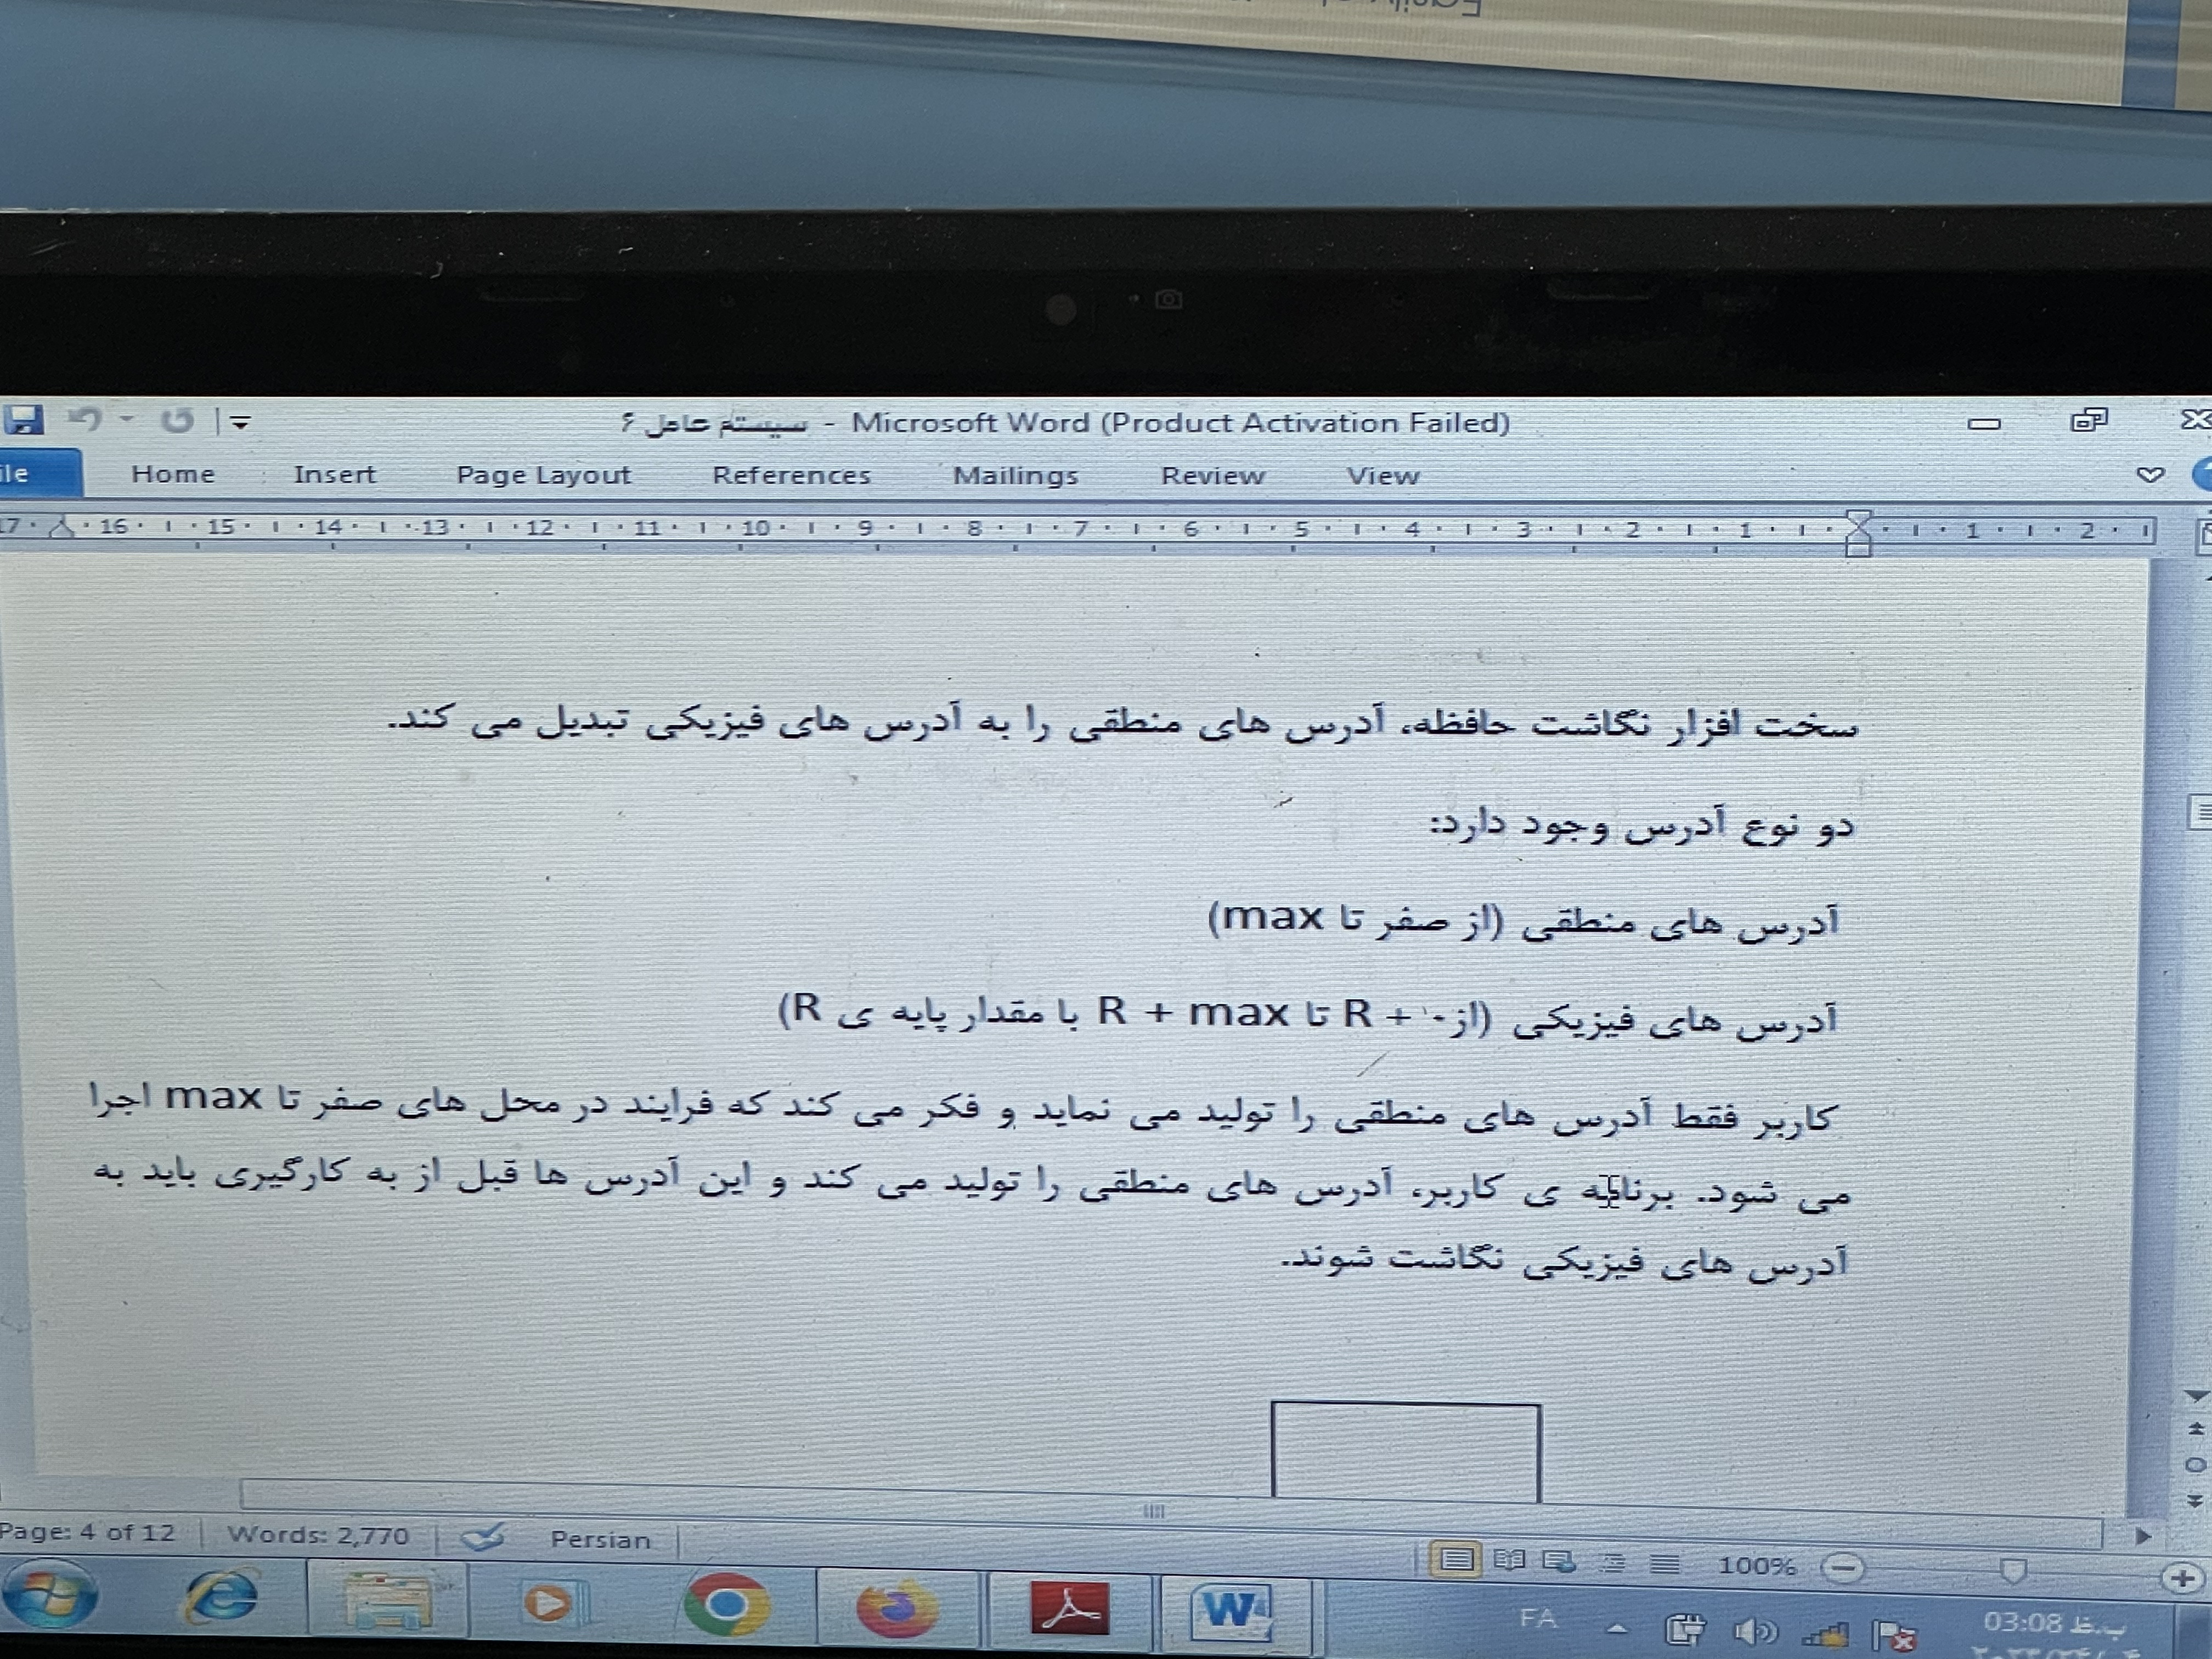 سیستم عامل ۶ - Microsoft Word (Product Activation Failed)
Home Insert Page Layout References Mailings Review View
16 15 14 13 12 11 10 9 8 7 6 5 4 3 2 1 1 2
سخت افزار نگاشت حافظه، آدرس های منطقی را به آدرس های فیزیکی تبدیل می کند.
دو نوع آدرس وجود دارد:
آدرس های منطقی (از صفر تا max)
آدرس های فیزیکی (از ۰ + R تا R + max با مقدار پایه ی R)
کاربر فقط آدرس های منطقی را تولید می نماید و فکر می کند که فرایند در محل های صفر تا max اجرا
می شود. برنامه ی کاربر، آدرس های منطقی را تولید می کند و این آدرس ها قبل از به کارگیری باید به
آدرس های فیزیکی نگاشت شوند.
Page: 4 of 12 Words: 2,770 Persian 100%
FA 03:08 ب.ظ